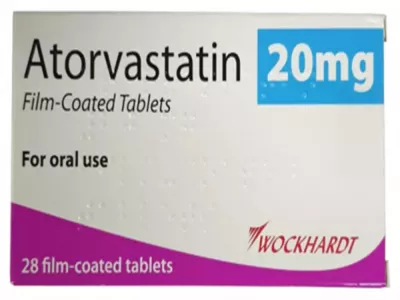 Atorvastatin 20mg
Film-Coated Tablets
For oral use
WOCKHARDT
28 film-coated tablets